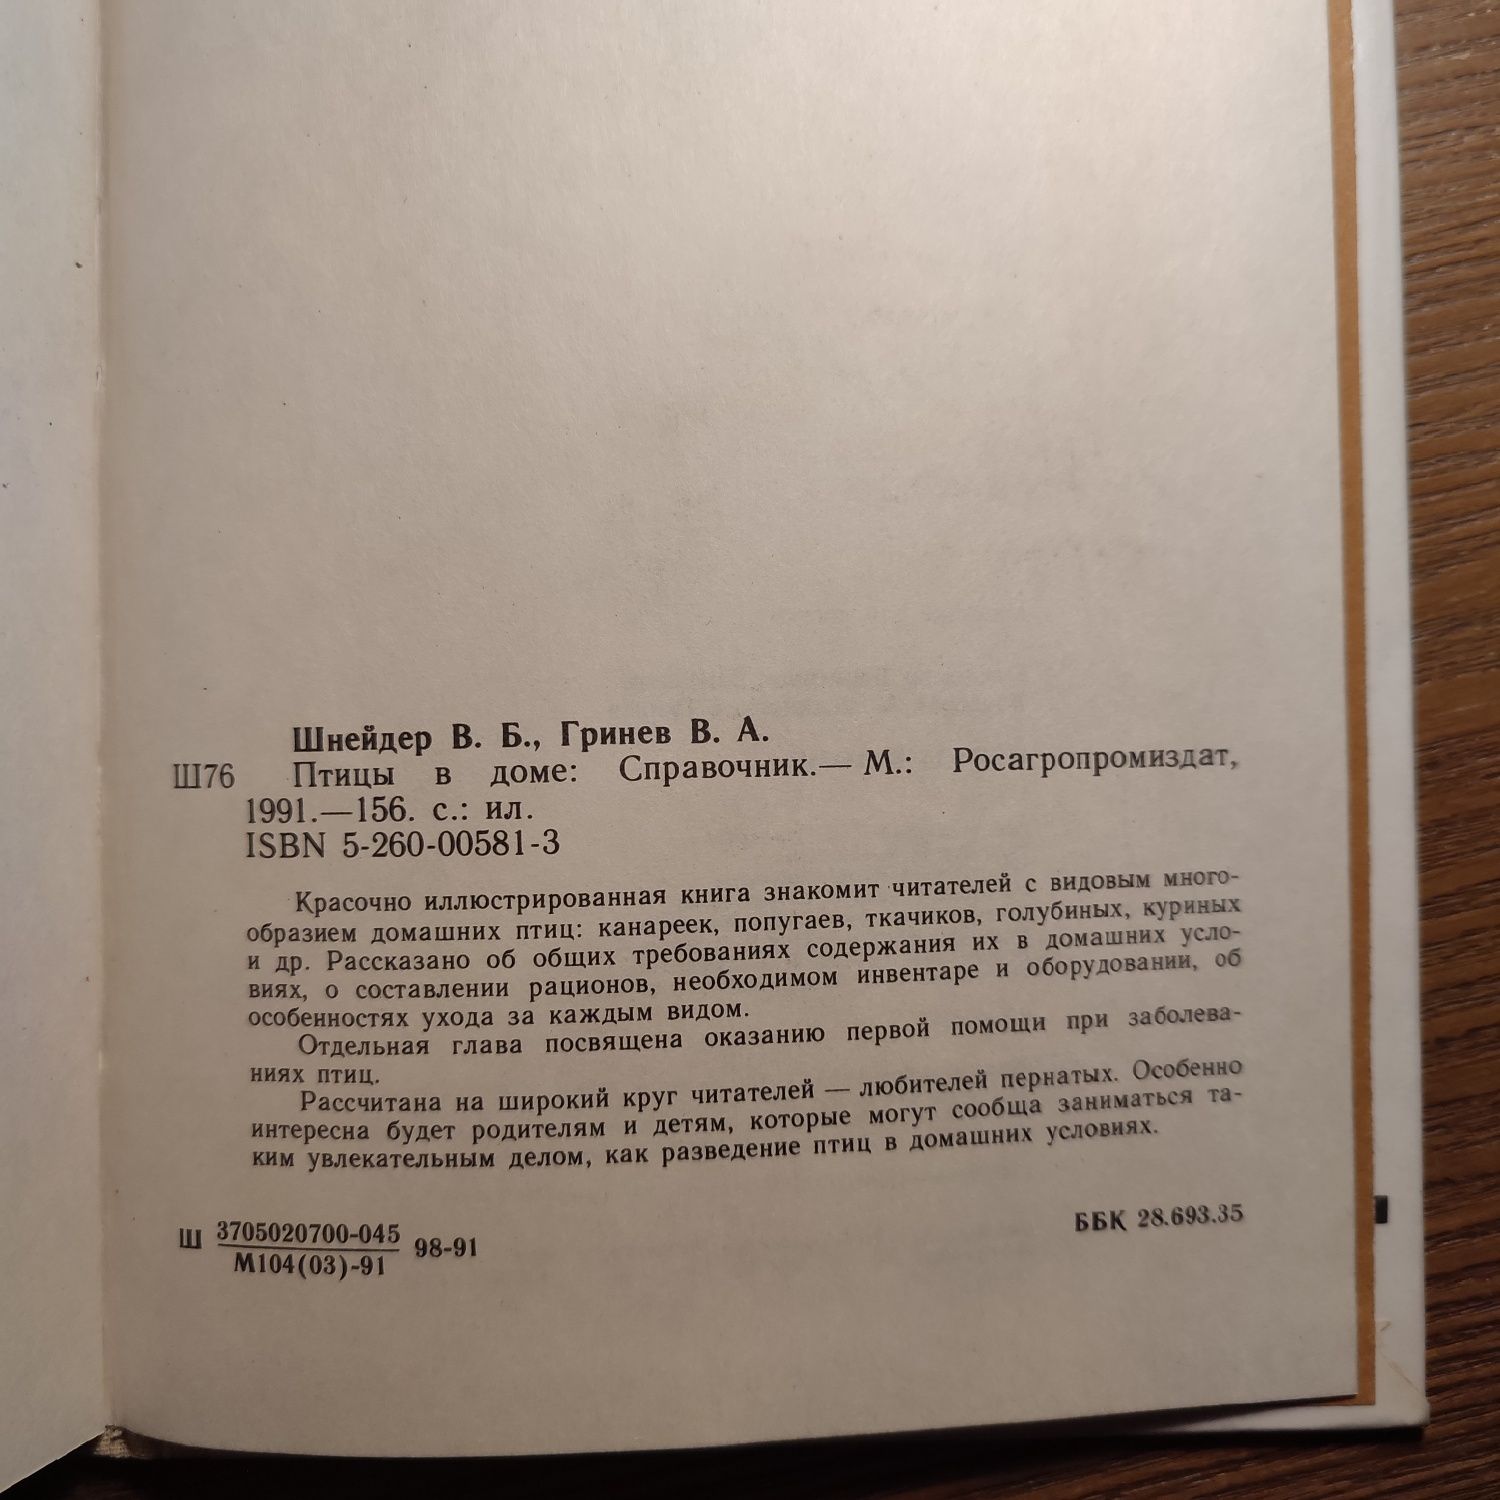 Шнейдер В. Б., Гринев В. А.
Ш76 Птицы в доме: Справочник.— М.: Росагропромиздат,
1991.—156. с.: ил.
ISBN 5-260-00581-3
Красочно иллюстрированная книга знакомит читателей с видовым много-
образием домашних птиц: канареек, попугаев, ткачиков, голубиных, куриных
и др. Рассказано об общих требованиях содержания их в домашних усло-
виях, о составлении рационов, необходимом инвентаре и оборудовании, об
особенностях ухода за каждым видом.
Отдельная глава посвящена оказанию первой помощи при заболева-
ниях птиц.
Рассчитана на широкий круг читателей — любителей пернатых. Особенно
интересна будет родителям и детям, которые могут сообща заниматься та-
ким увлекательным делом, как разведение птиц в домашних условиях.
Ш 3705020700-045 98-91
М104(03)-91
ББК 28.693.35